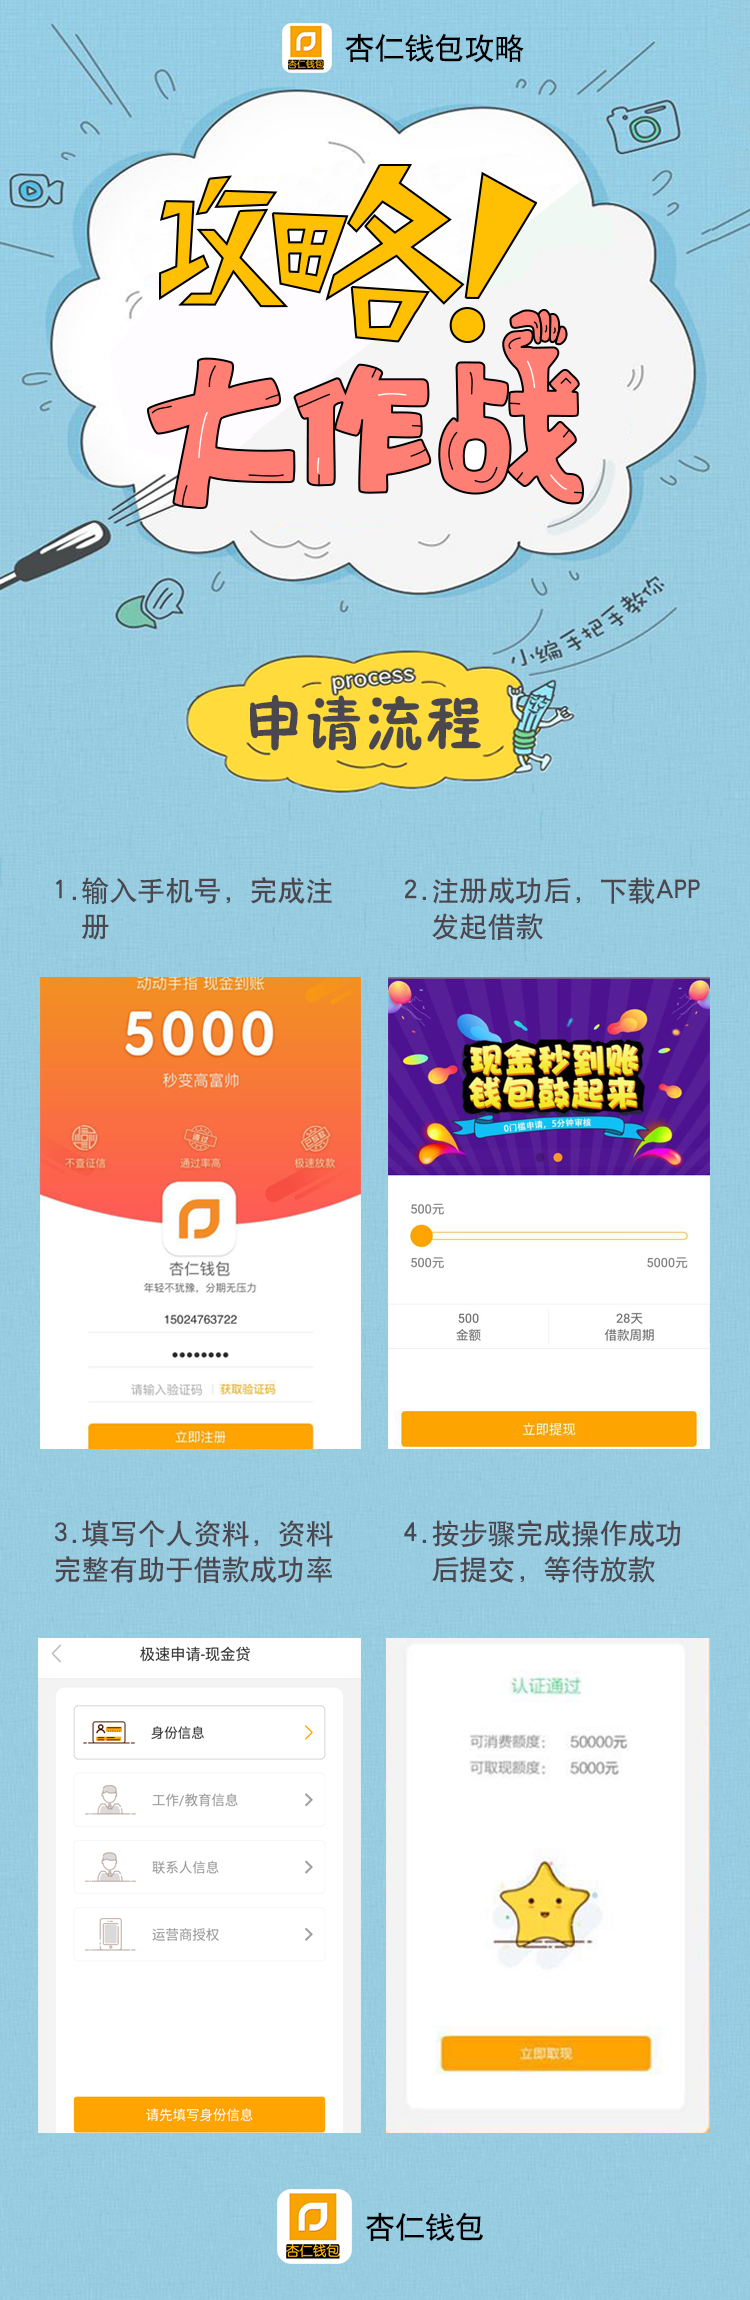 杏仁钱包
杏仁钱包攻略
攻略!
大作战
小编手把手教你
process
申请流程
1.输入手机号，完成注
册
2.注册成功后，下载APP
发起借款
动动手指 现金到账
5000
秒变高富帅
不查征信
通过
通过率高
极速放款
杏仁钱包
年轻不犹豫，分期无压力
15024763722
••••••••
请输入验证码
获取验证码
立即注册
现金秒到账
钱包鼓起来
0门槛申请，5分钟审核
500元
500元
5000元
500
金额
28天
借款周期
立即提现
3.填写个人资料，资料
完整有助于借款成功率
4.按步骤完成操作成功
后提交，等待放款
极速申请-现金贷
身份信息
工作/教育信息
联系人信息
运营商授权
请先填写身份信息
认证通过
可消费额度： 50000元
可取现额度： 5000元
立即取现
杏仁钱包
杏仁钱包